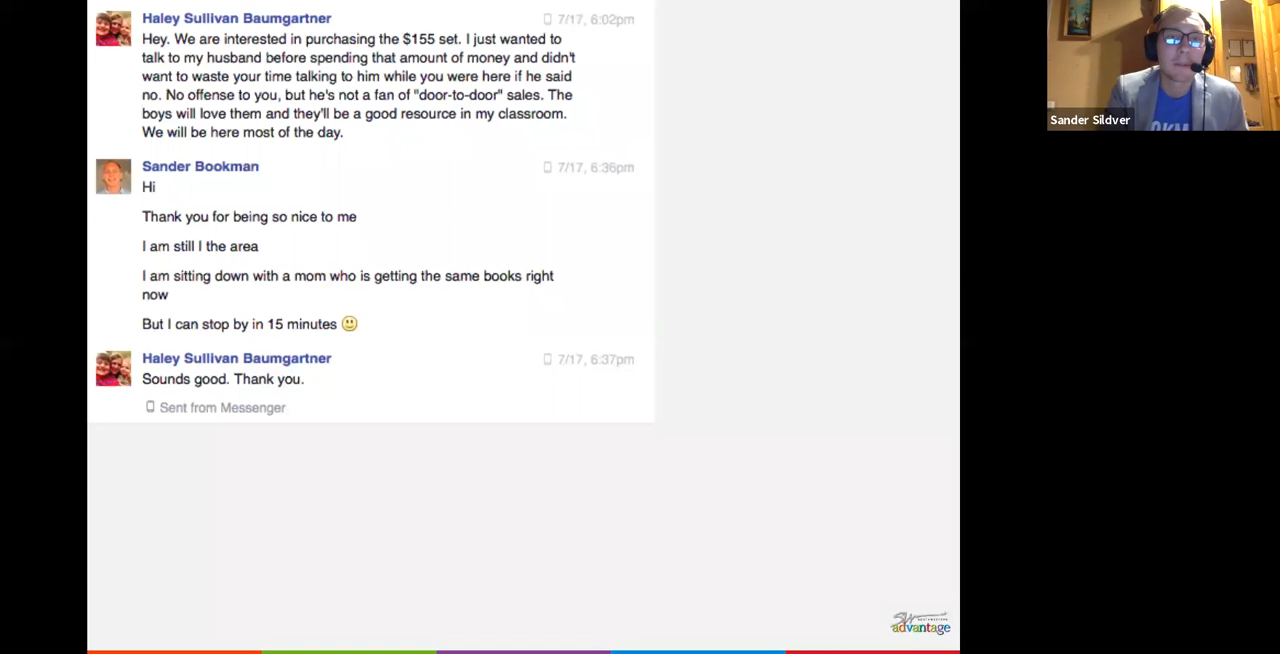 Haley Sullivan Baumgartner 7/17, 6:02pm
Hey. We are interested in purchasing the $155 set. I just wanted to
talk to my husband before spending that amount of money and didn't
want to waste your time talking to him while you were here if he said
no. No offense to you, but he's not a fan of "door-to-door" sales. The
boys will love them and they'll be a good resource in my classroom.
We will be here most of the day.
Sander Bookman 7/17, 6:36pm
Hi
Thank you for being so nice to me
I am still I the area
I am sitting down with a mom who is getting the same books right
now
But I can stop by in 15 minutes
Haley Sullivan Baumgartner 7/17, 6:37pm
Sounds good. Thank you.
Sent from Messenger
Sander Sildver
SW
advantage